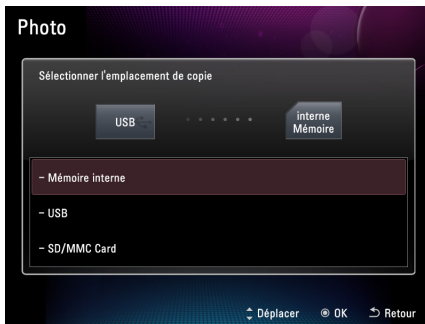 Photo
Sélectionner l'emplacement de copie
USB
interne
Mémoire
– Mémoire interne
– USB
– SD/MMC Card
Déplacer OK Retour